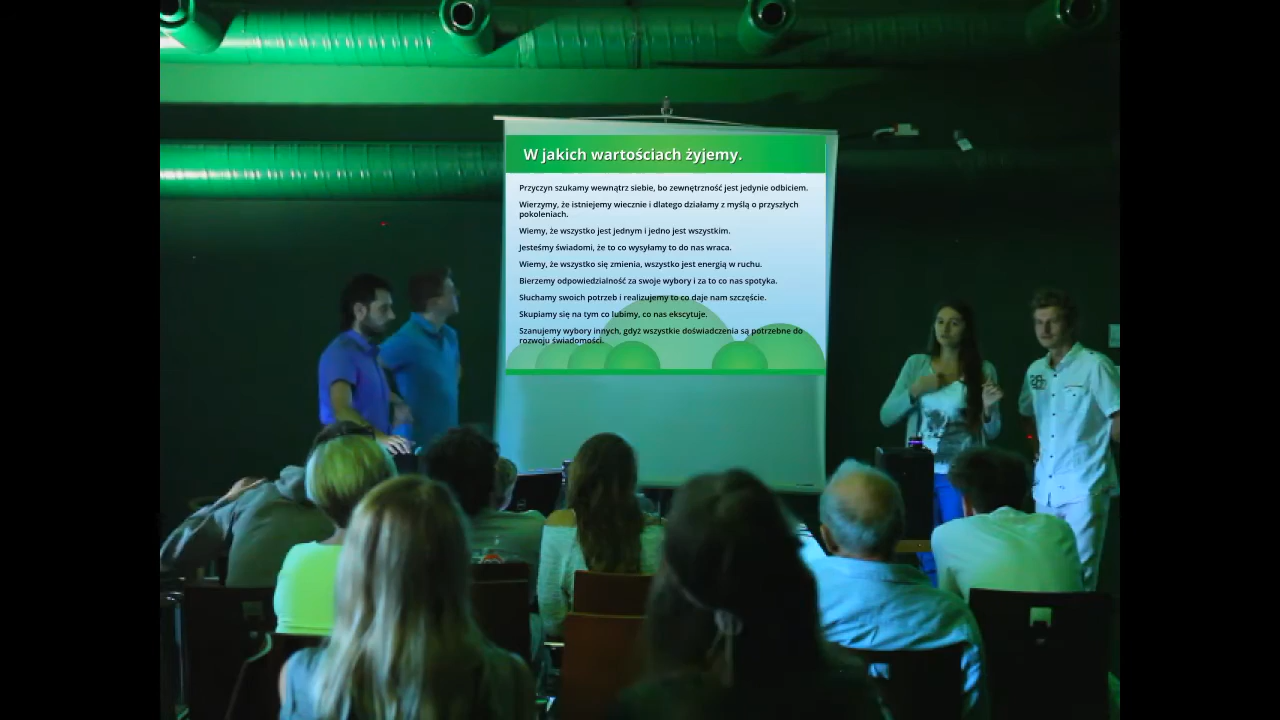 W jakich wartościach żyjemy.
Przyczyn szukamy wewnątrz siebie, bo zewnętrzność jest jedynie odbiciem.
Wierzymy, że istniejemy wiecznie i dlatego działamy z myślą o przyszłych
pokoleniach.
Wiemy, że wszystko jest jednym i jedno jest wszystkim.
Jesteśmy świadomi, że to co wysyłamy to do nas wraca.
Wiemy, że wszystko się zmienia, wszystko jest energią w ruchu.
Bierzemy odpowiedzialność za swoje wybory i za to co nas spotyka.
Słuchamy swoich potrzeb i realizujemy to co daje nam szczęście.
Skupiamy się na tym co lubimy, co nas ekscytuje.
Szanujemy wybory innych, gdyż wszystkie doświadczenia są potrzebne do
rozwoju świadomości.